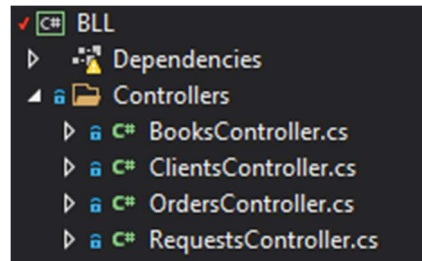 C# BLL
Dependencies
Controllers
C# BooksController.cs
C# ClientsController.cs
C# OrdersController.cs
C# RequestsController.cs